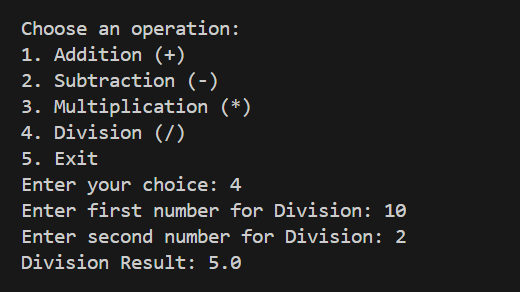 Choose an operation:
1. Addition (+)
2. Subtraction (-)
3. Multiplication (*)
4. Division (/)
5. Exit
Enter your choice: 4
Enter first number for Division: 10
Enter second number for Division: 2
Division Result: 5.0